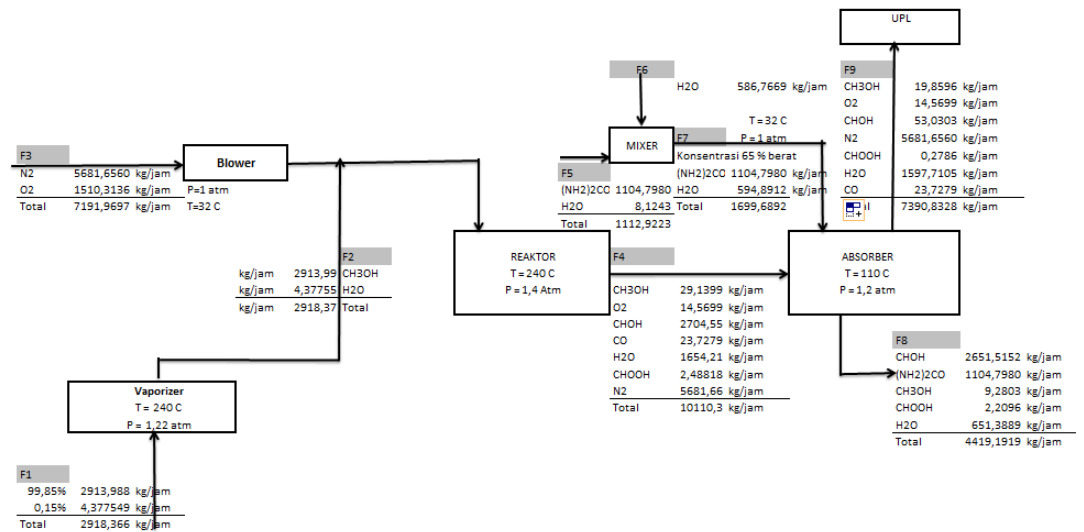 UPL
F6
H2O 586,7669 kg/jam
F9
CH3OH 19,8596 kg/jam
O2 14,5699 kg/jam
CHOH 53,0303 kg/jam
N2 5681,6560 kg/jam
CHOOH 0,2786 kg/jam
H2O 1597,7105 kg/jam
CO 23,7279 kg/jam
7390,8328 kg/jam
T = 32 C
P = 1 atm
MIXER
F7
Konsentrasi 65 % berat
(NH2)2CO 1104,7980 kg/jam
H2O 594,8912 kg/jam
Total 1699,6892 kg/jam
F3
N2 5681,6560 kg/jam
O2 1510,3136 kg/jam
Total 7191,9697 kg/jam
Blower
P=1 atm
T=32 C
F5
(NH2)2CO 1104,7980
H2O 8,1243
Total 1112,9223
F2
kg/jam 2913,99 CH3OH
kg/jam 4,37755 H2O
kg/jam 2918,37 Total
REAKTOR
T = 240 C
P = 1,4 Atm
F4
CH3OH 29,1399 kg/jam
O2 14,5699 kg/jam
CHOH 2704,55 kg/jam
CO 23,7279 kg/jam
H2O 1654,21 kg/jam
CHOOH 2,48818 kg/jam
N2 5681,66 kg/jam
Total 10110,3 kg/jam
ABSORBER
T = 110 C
P = 1,2 atm
F8
CHOH 2651,5152 kg/jam
(NH2)2CO 1104,7980 kg/jam
CH3OH 9,2803 kg/jam
CHOOH 2,2096 kg/jam
H2O 651,3889 kg/jam
Total 4419,1919 kg/jam
Vaporizer
T = 240 C
P = 1,22 atm
F1
99,85% 2913,988 kg/jam
0,15% 4,377549 kg/jam
Total 2918,366 kg/jam